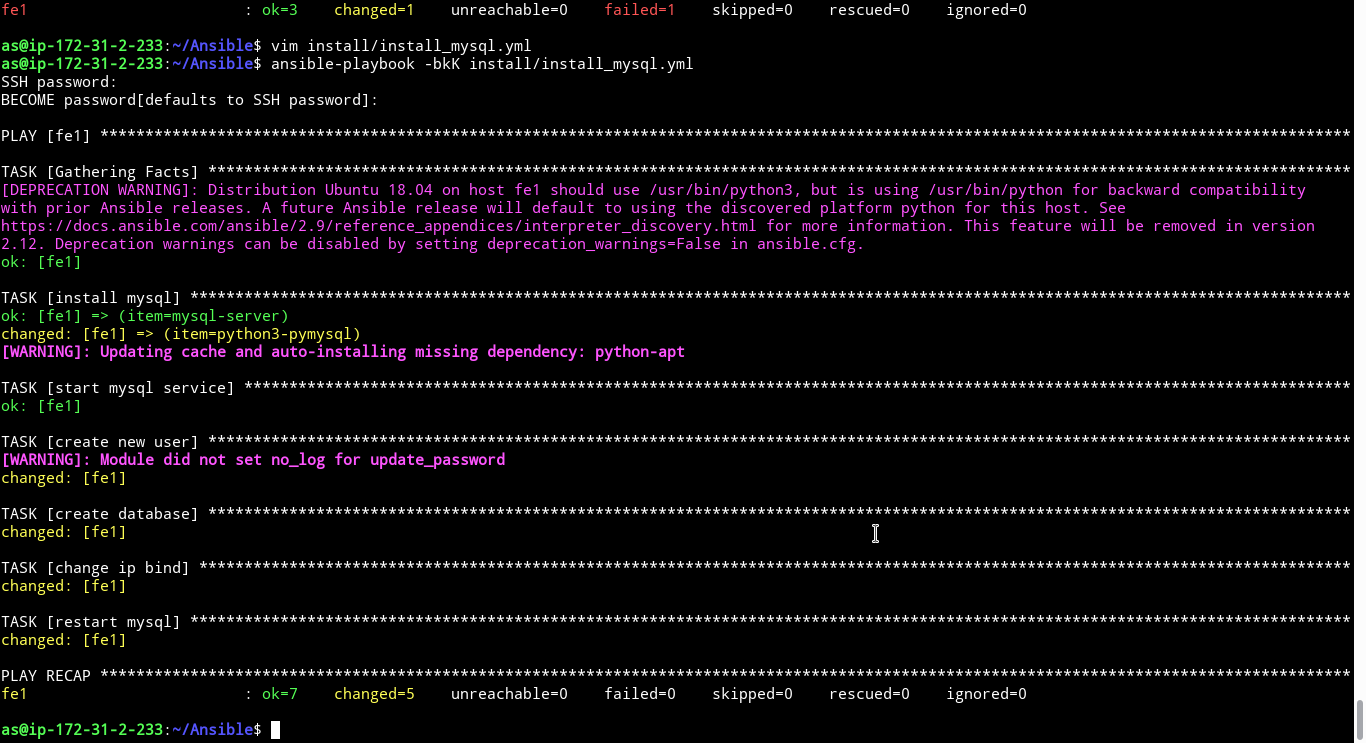 fe1                        : ok=3    changed=1    unreachable=0    failed=1    skipped=0    rescued=0    ignored=0
as@ip-172-31-2-233:~/Ansible$ vim install/install_mysql.yml
as@ip-172-31-2-233:~/Ansible$ ansible-playbook -bkK install/install_mysql.yml
SSH password:
BECOME password[defaults to SSH password]:
PLAY [fe1] *******************************************************************************************************************************************
TASK [Gathering Facts] *******************************************************************************************************************************
[DEPRECATION WARNING]: Distribution Ubuntu 18.04 on host fe1 should use /usr/bin/python3, but is using /usr/bin/python for backward compatibility
with prior Ansible releases. A future Ansible release will default to using the discovered platform python for this host. See
https://docs.ansible.com/ansible/2.9/reference_appendices/interpreter_discovery.html for more information. This feature will be removed in version
2.12. Deprecation warnings can be disabled by setting deprecation_warnings=False in ansible.cfg.
ok: [fe1]
TASK [install mysql] *********************************************************************************************************************************
ok: [fe1] => (item=mysql-server)
changed: [fe1] => (item=python3-pymysql)
[WARNING]: Updating cache and auto-installing missing dependency: python-apt
TASK [start mysql service] ***************************************************************************************************************************
ok: [fe1]
TASK [create new user] *******************************************************************************************************************************
[WARNING]: Module did not set no_log for update_password
changed: [fe1]
TASK [create database] *******************************************************************************************************************************
changed: [fe1]
TASK [change ip bind] ********************************************************************************************************************************
changed: [fe1]
TASK [restart mysql] *********************************************************************************************************************************
changed: [fe1]
PLAY RECAP *******************************************************************************************************************************************
fe1                        : ok=7    changed=5    unreachable=0    failed=0    skipped=0    rescued=0    ignored=0
as@ip-172-31-2-233:~/Ansible$